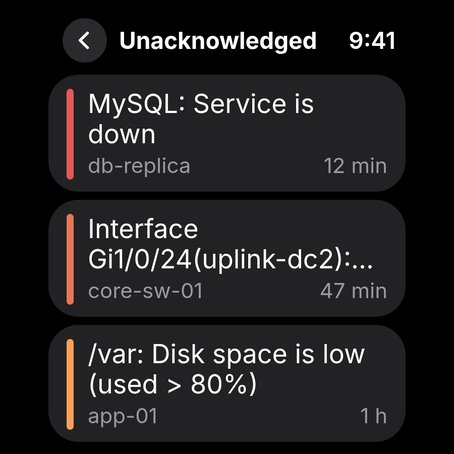 Unacknowledged 9:41
MySQL: Service is
down
db-replica 12 min
Interface
Gi1/0/24(uplink-dc2):...
core-sw-01 47 min
/var: Disk space is low
(used > 80%)
app-01 1 h